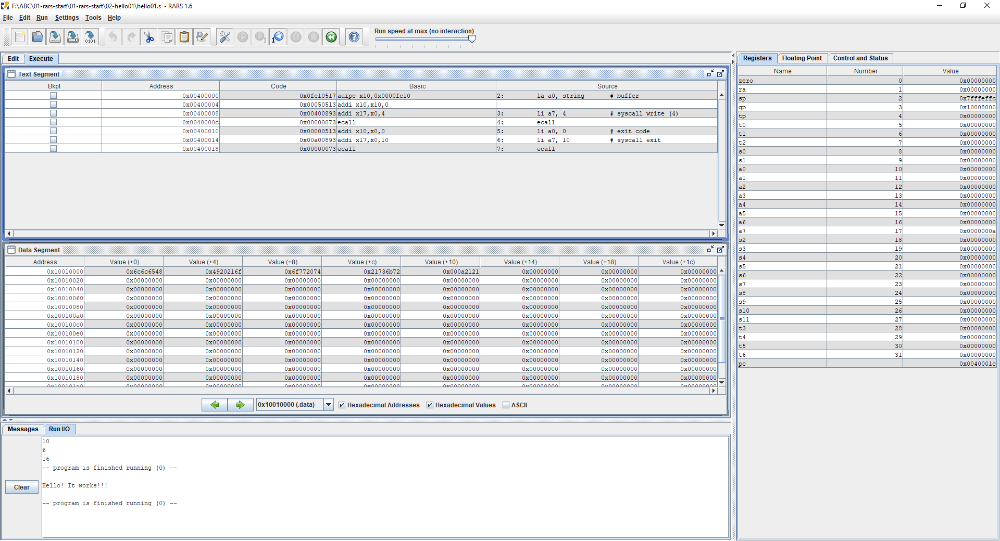 F:\ABC\01-rars-start\01-rars-start\02-hello01\hello01.s - RARS 1.6
File Edit Run Settings Tools Help
0101 1 1 Run speed at max (no interaction)
Edit Execute
Text Segment
Bkpt Address Code Basic Source
0x00400000 0x0fc10517 auipc x10,0x0000fc10 2: la a0, string # buffer
0x00400004 0x00050513 addi x10,x10,0
0x00400008 0x00400893 addi x17,x0,4 3: li a7, 4 # syscall write (4)
0x0040000c 0x00000073 ecall 4: ecall
0x00400010 0x00000513 addi x10,x0,0 5: li a0, 0 # exit code
0x00400014 0x00a00893 addi x17,x0,10 6: li a7, 10 # syscall exit
0x00400018 0x00000073 ecall 7: ecall
Data Segment
Address Value (+0) Value (+4) Value (+8) Value (+c) Value (+10) Value (+14) Value (+18) Value (+1c)
0x10010000 0x6c6c6548 0x4920216f 0x6f772074 0x21736b72 0x000a2121 0x00000000 0x00000000 0x00000000
0x10010020 0x00000000 0x00000000 0x00000000 0x00000000 0x00000000 0x00000000 0x00000000 0x00000000
0x10010040 0x00000000 0x00000000 0x00000000 0x00000000 0x00000000 0x00000000 0x00000000 0x00000000
0x10010060 0x00000000 0x00000000 0x00000000 0x00000000 0x00000000 0x00000000 0x00000000 0x00000000
0x10010080 0x00000000 0x00000000 0x00000000 0x00000000 0x00000000 0x00000000 0x00000000 0x00000000
0x100100a0 0x00000000 0x00000000 0x00000000 0x00000000 0x00000000 0x00000000 0x00000000 0x00000000
0x100100c0 0x00000000 0x00000000 0x00000000 0x00000000 0x00000000 0x00000000 0x00000000 0x00000000
0x100100e0 0x00000000 0x00000000 0x00000000 0x00000000 0x00000000 0x00000000 0x00000000 0x00000000
0x10010100 0x00000000 0x00000000 0x00000000 0x00000000 0x00000000 0x00000000 0x00000000 0x00000000
0x10010120 0x00000000 0x00000000 0x00000000 0x00000000 0x00000000 0x00000000 0x00000000 0x00000000
0x10010140 0x00000000 0x00000000 0x00000000 0x00000000 0x00000000 0x00000000 0x00000000 0x00000000
0x10010160 0x00000000 0x00000000 0x00000000 0x00000000 0x00000000 0x00000000 0x00000000 0x00000000
0x10010180 0x00000000 0x00000000 0x00000000 0x00000000 0x00000000 0x00000000 0x00000000 0x00000000
0x100101a0 0x00000000 0x00000000 0x00000000 0x00000000 0x00000000 0x00000000 0x00000000 0x00000000
0x10010000 (.data) Hexadecimal Addresses Hexadecimal Values ASCII
Messages Run I/O
10
6
16
-- program is finished running (0) --
Hello! It works!!!
-- program is finished running (0) --
Clear
Registers Floating Point Control and Status
Name Number Value
zero 0 0x00000000
ra 1 0x00000000
sp 2 0x7fffeffc
gp 3 0x10008000
tp 4 0x00000000
t0 5 0x00000000
t1 6 0x00000000
t2 7 0x00000000
s0 8 0x00000000
s1 9 0x00000000
a0 10 0x00000000
a1 11 0x00000000
a2 12 0x00000000
a3 13 0x00000000
a4 14 0x00000000
a5 15 0x00000000
a6 16 0x00000000
a7 17 0x0000000a
s2 18 0x00000000
s3 19 0x00000000
s4 20 0x00000000
s5 21 0x00000000
s6 22 0x00000000
s7 23 0x00000000
s8 24 0x00000000
s9 25 0x00000000
s10 26 0x00000000
s11 27 0x00000000
t3 28 0x00000000
t4 29 0x00000000
t5 30 0x00000000
t6 31 0x00000000
pc 0x0040001c